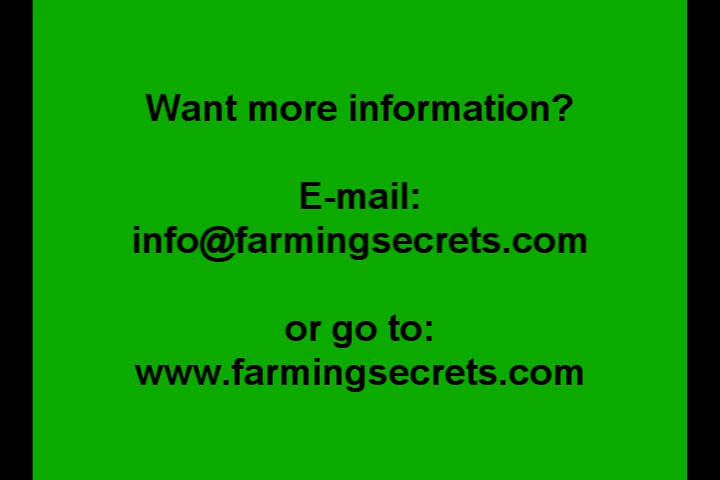 Want more information?
E-mail:
info@farmingsecrets.com
or go to:
www.farmingsecrets.com